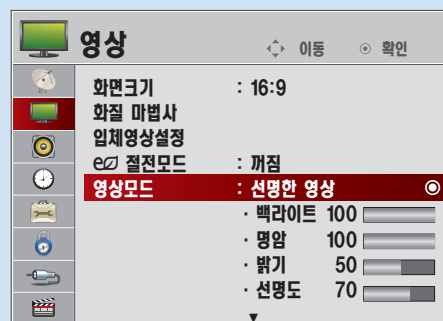 영상 이동 확인
화면크기 : 16:9
화질 마법사
입체영상설정
절전모드 : 꺼짐
영상모드 : 선명한 영상
· 백라이트 100
· 명암 100
· 밝기 50
· 선명도 70